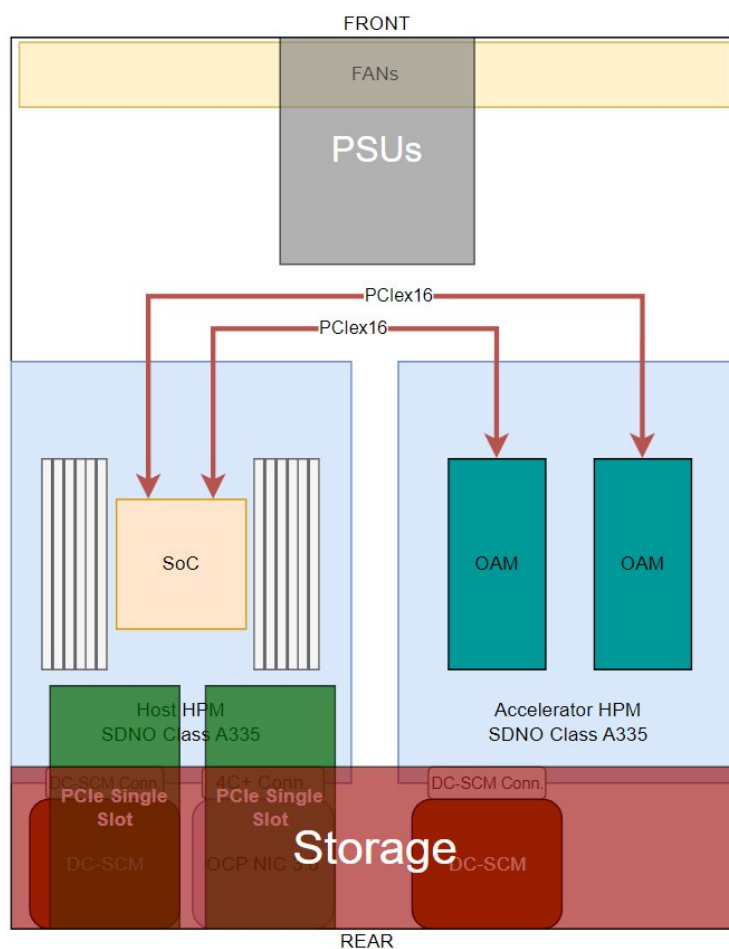 FRONT
FANs
PSUs
PCIex16
PCIex16
SoC
OAM
OAM
Host HPM
SDNO Class A335
Accelerator HPM
SDNO Class A335
DC-SCM Conn.
4C+ Conn.
DC-SCM Conn.
PCIe Single
Slot
PCIe Single
Slot
Storage
DC-SCM
OCP NIC 3.0
DC-SCM
REAR